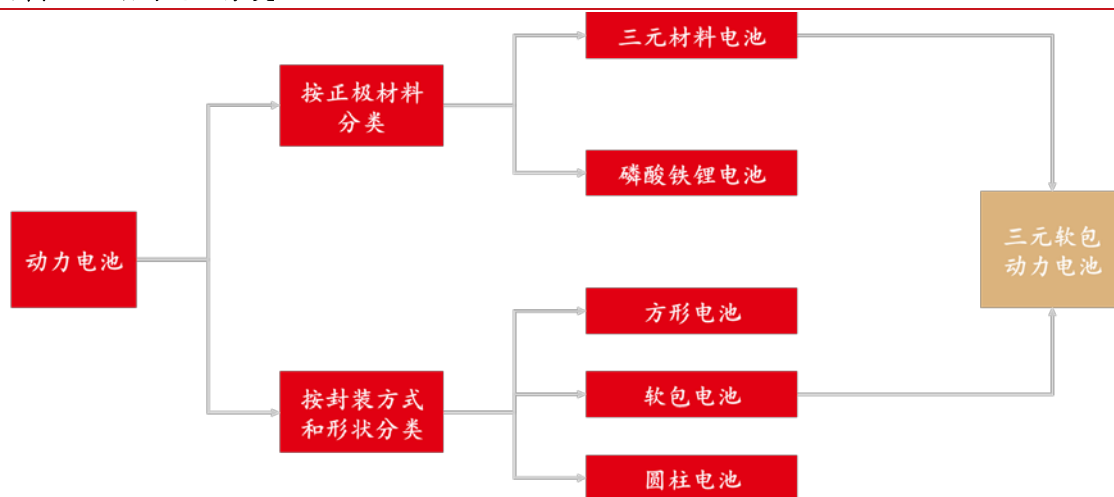 三元材料电池
按正极材料
分类
磷酸铁锂电池
动力电池
三元软包
动力电池
方形电池
按封装方式
和形状分类
软包电池
圆柱电池